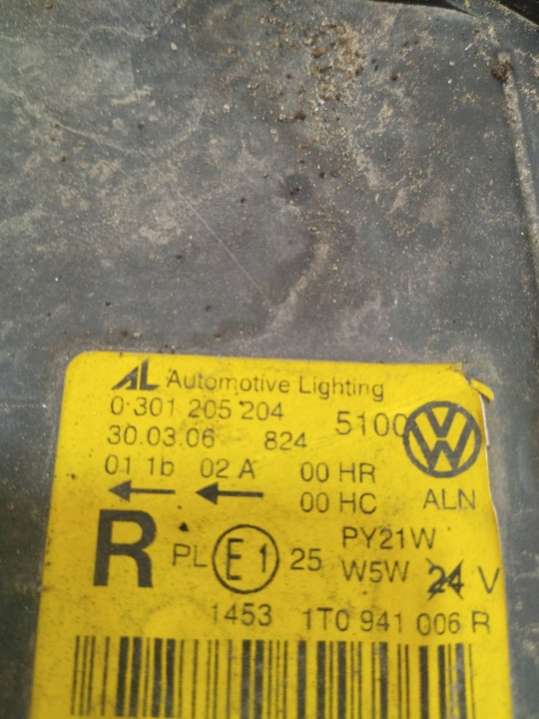 AL Automotive Lighting
0 301 205 204 5100
30.03.06 824
01 1b 02 A 00 HR
00 HC ALN
R PL E1 25 PY21W
W5W 24 V
1453 1T0 941 006 R